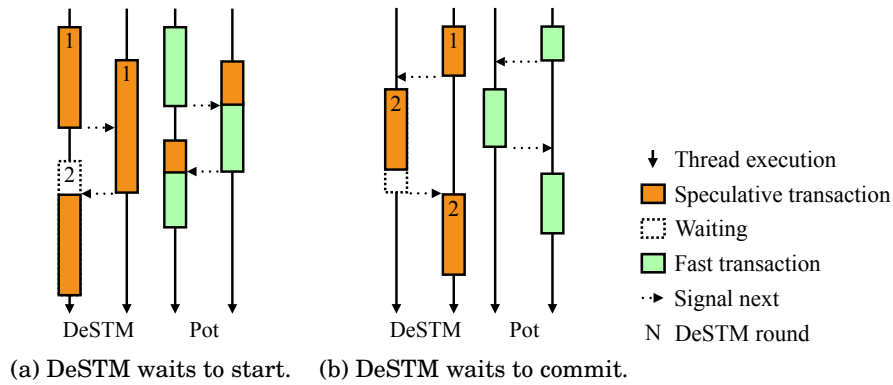 1
1
2
DeSTM
Pot
(a) DeSTM waits to start.
1
2
2
DeSTM
Pot
(b) DeSTM waits to commit.
Thread execution
Speculative transaction
Waiting
Fast transaction
Signal next
N DeSTM round